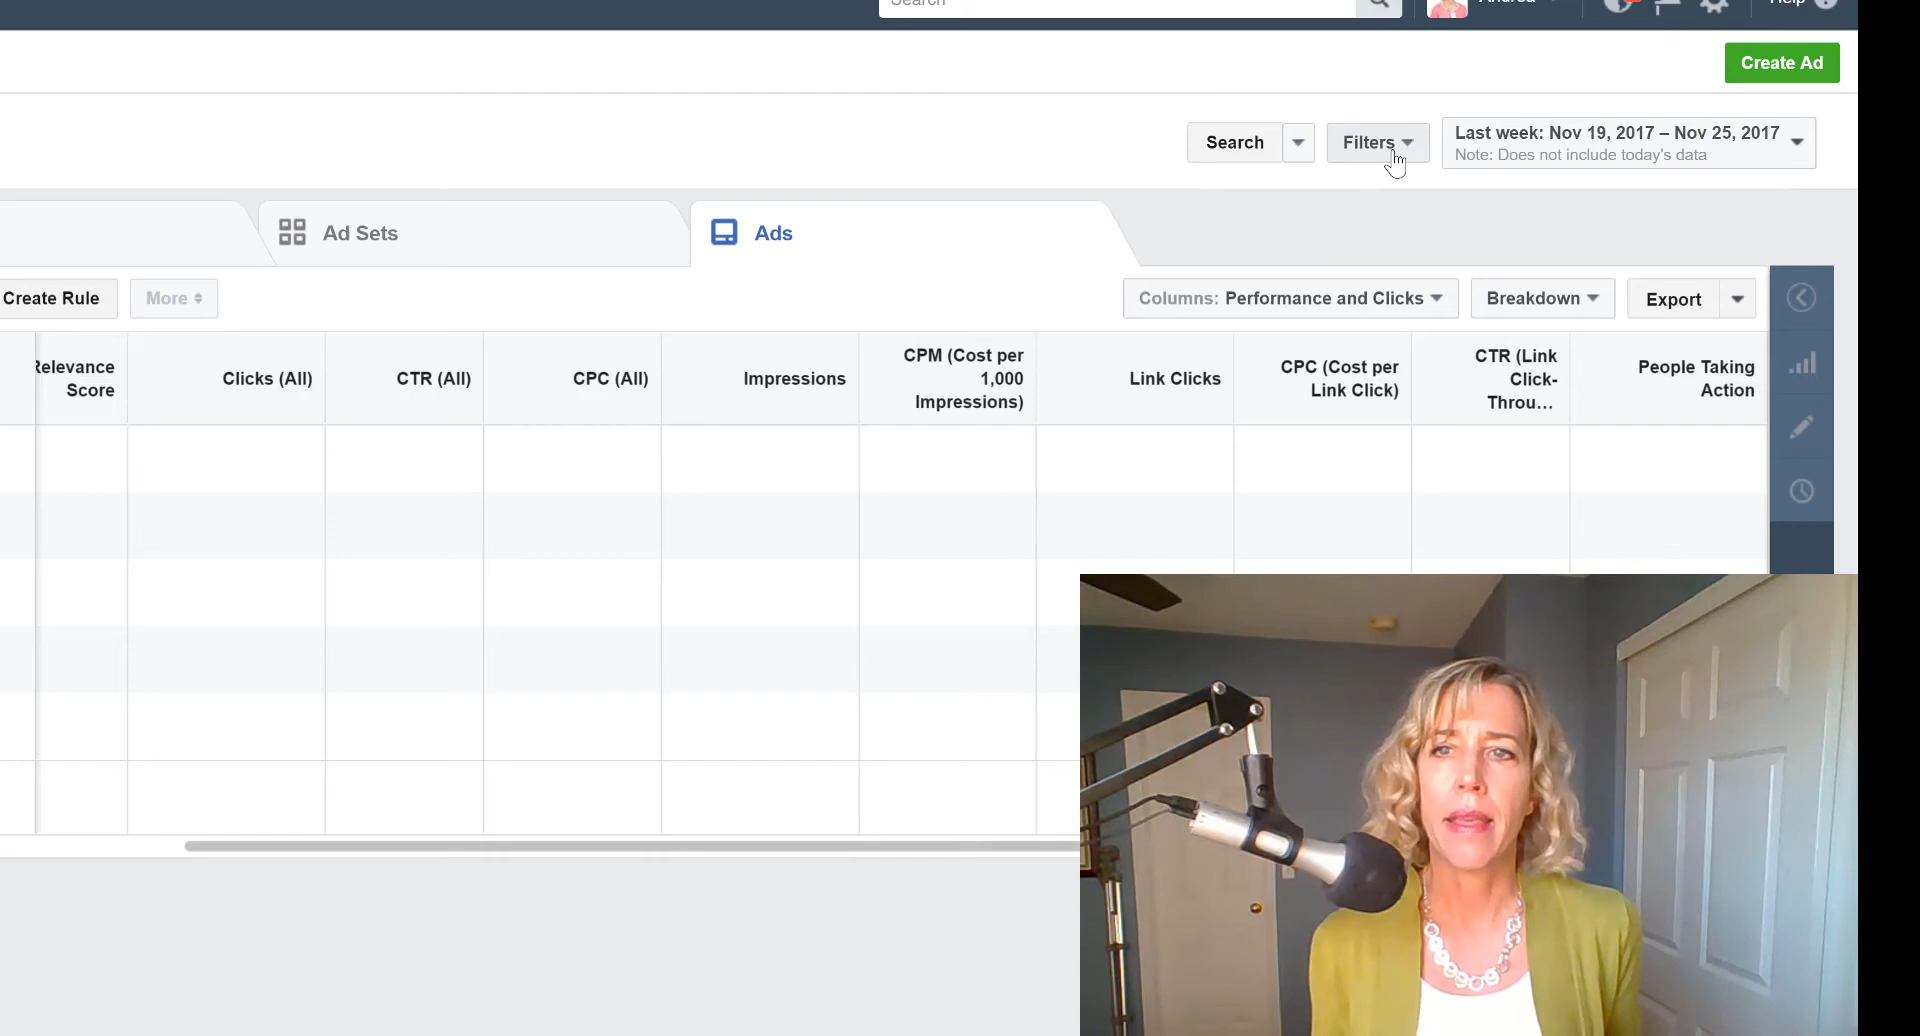 Search
Andrea
Help
Create Ad
Search
Filters
Last week: Nov 19, 2017 – Nov 25, 2017
Note: Does not include today's data
Ad Sets
Ads
Create Rule
More
Columns: Performance and Clicks
Breakdown
Export
Relevance
Score
Clicks (All)
CTR (All)
CPC (All)
Impressions
CPM (Cost per
1,000
Impressions)
Link Clicks
CPC (Cost per
Link Click)
CTR (Link
Click-
Throu...
People Taking
Action